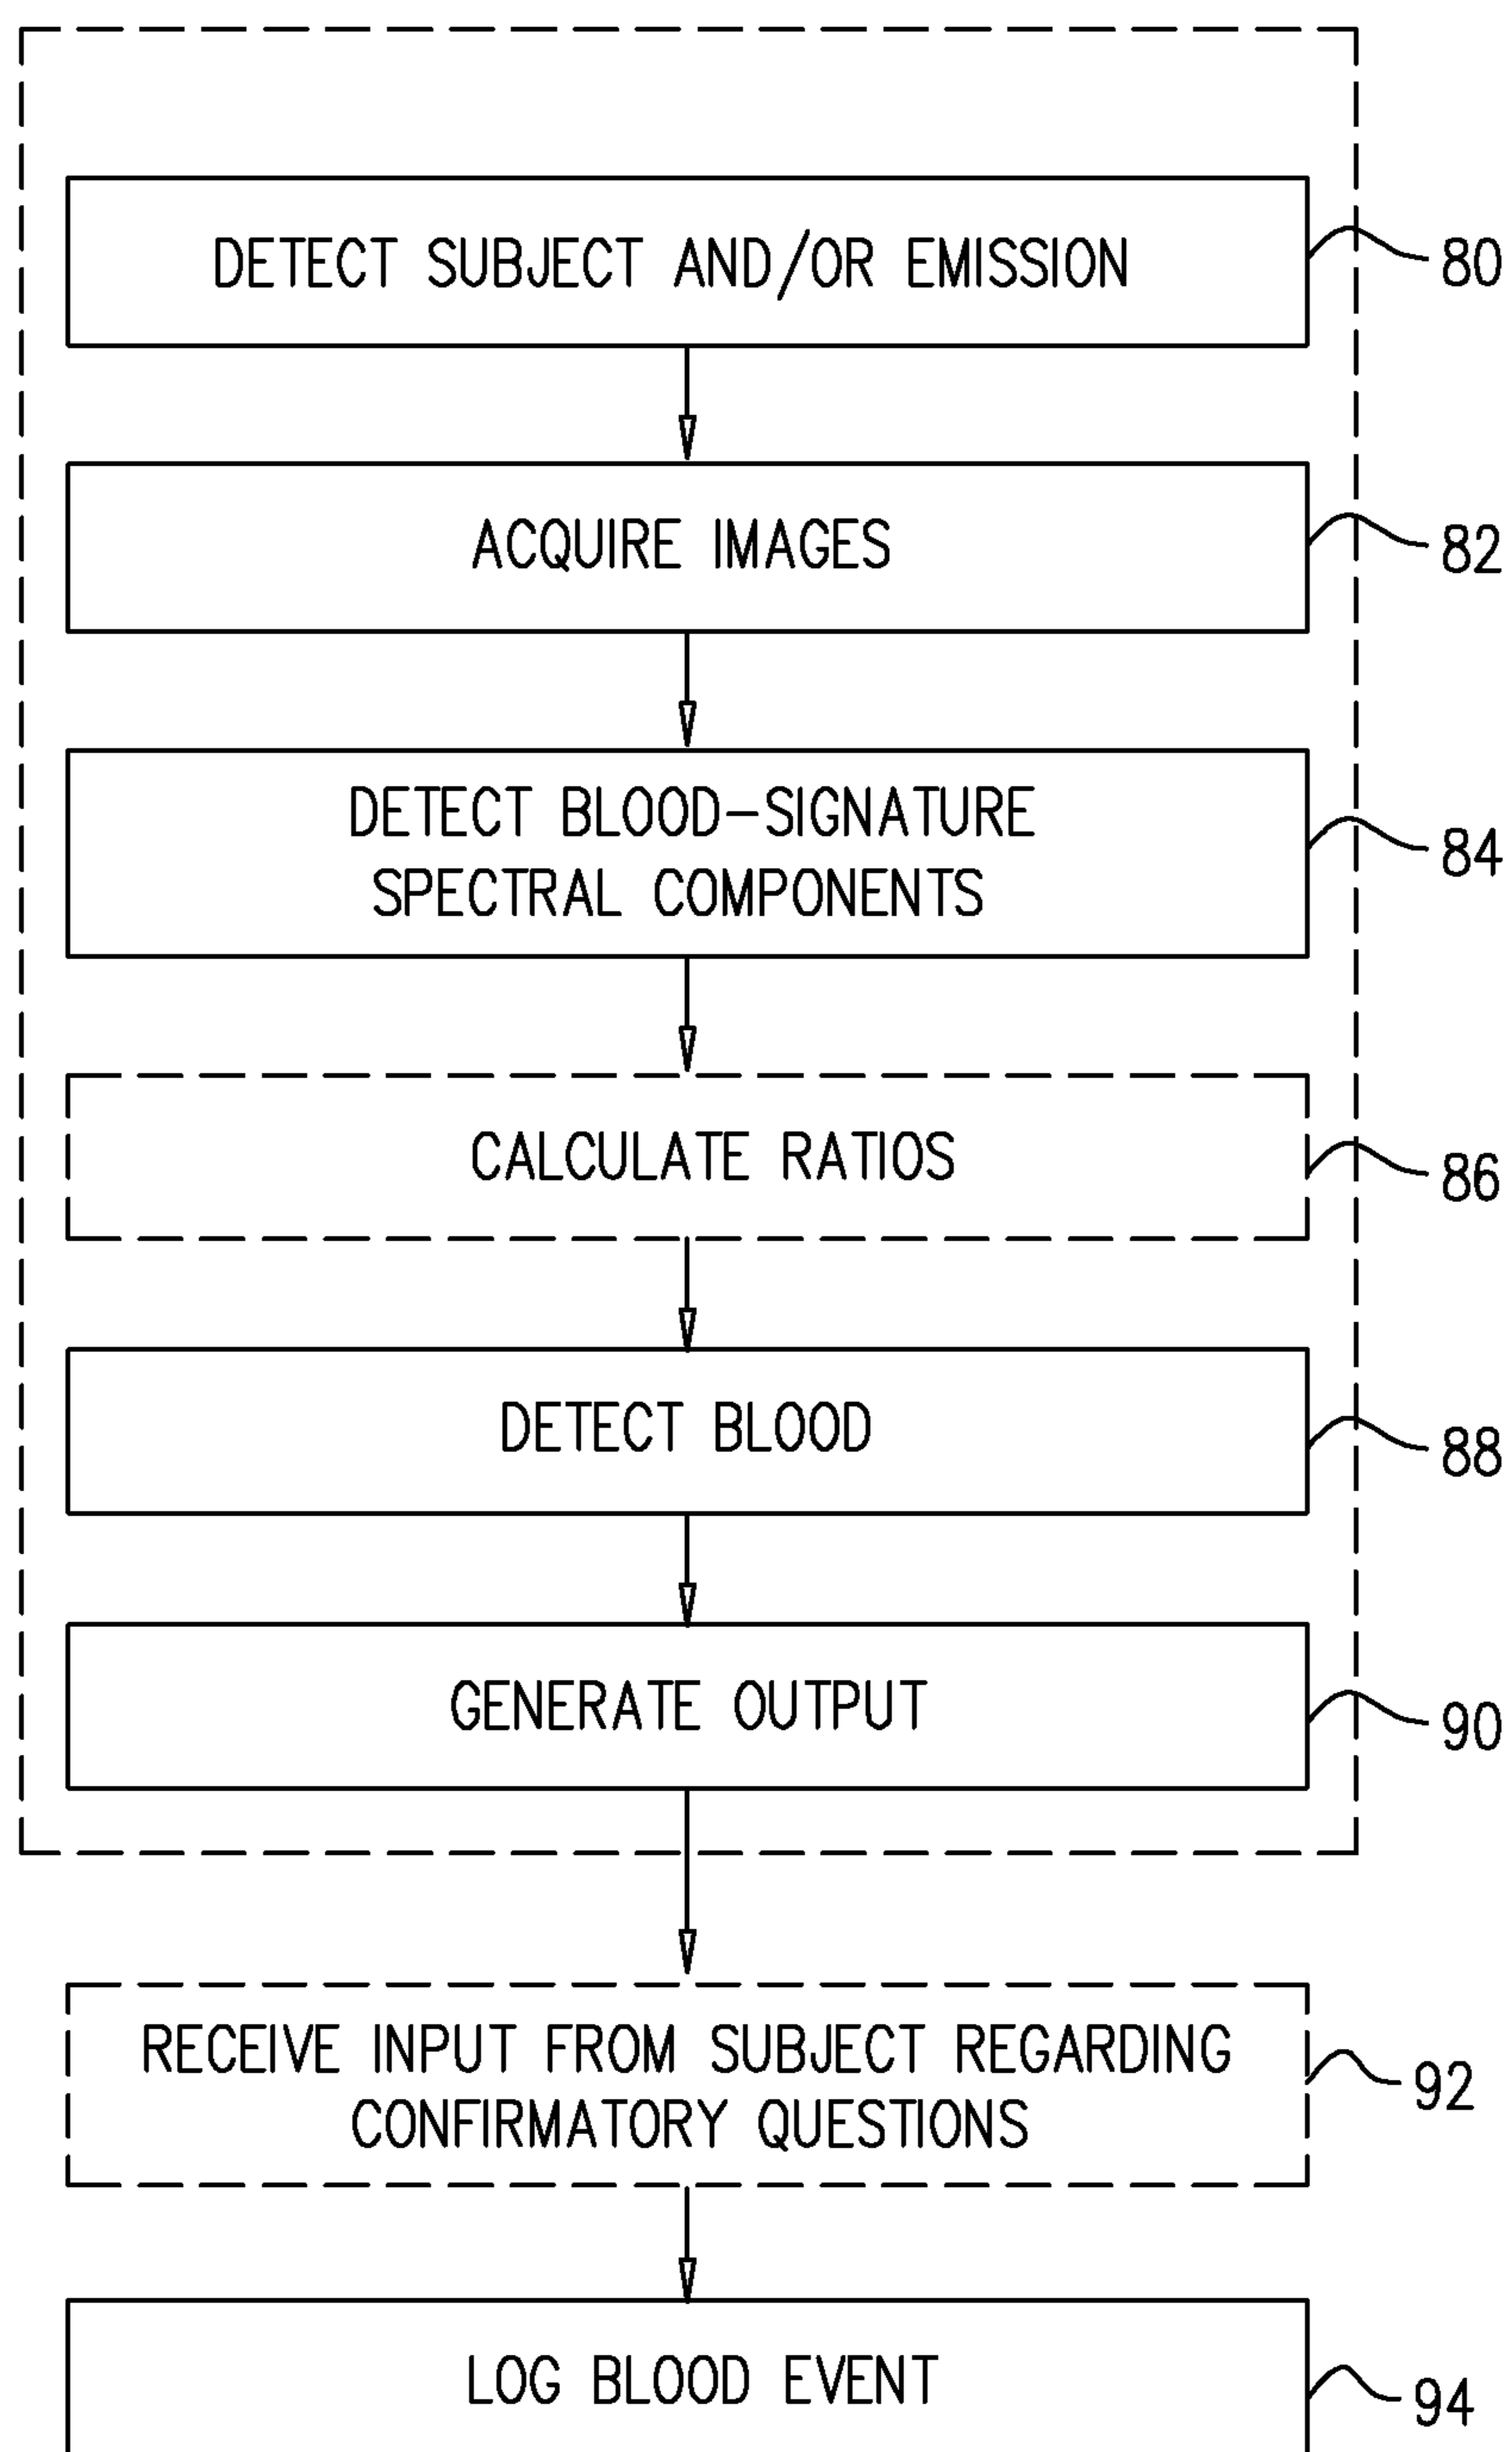 DETECT SUBJECT AND/OR EMISSION
80
ACQUIRE IMAGES
82
DETECT BLOOD-SIGNATURE
SPECTRAL COMPONENTS
84
CALCULATE RATIOS
86
DETECT BLOOD
88
GENERATE OUTPUT
90
RECEIVE INPUT FROM SUBJECT REGARDING
CONFIRMATORY QUESTIONS
92
LOG BLOOD EVENT
94